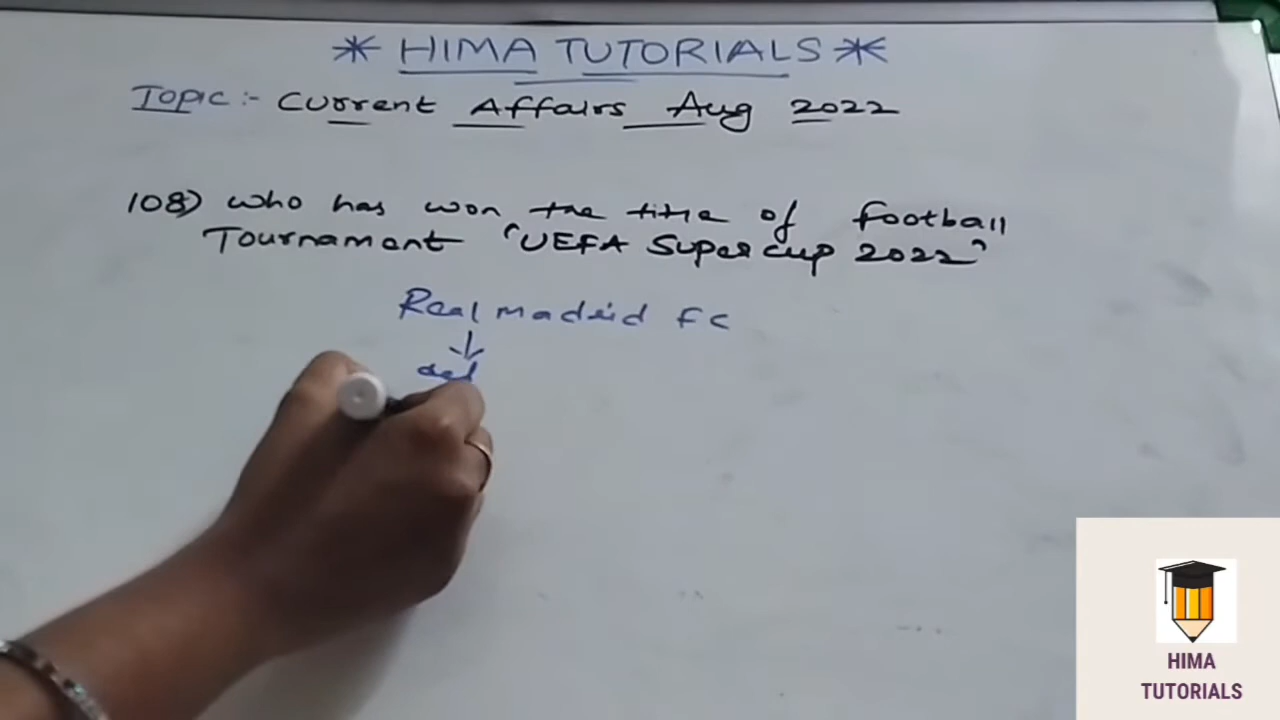 * HIMA TUTORIALS *
Topic:- Current Affairs Aug 2022
108) who has won the title of Football
Tournament "UEFA Super cup 2022"
Real madrid FC
↓
def
HIMA
TUTORIALS